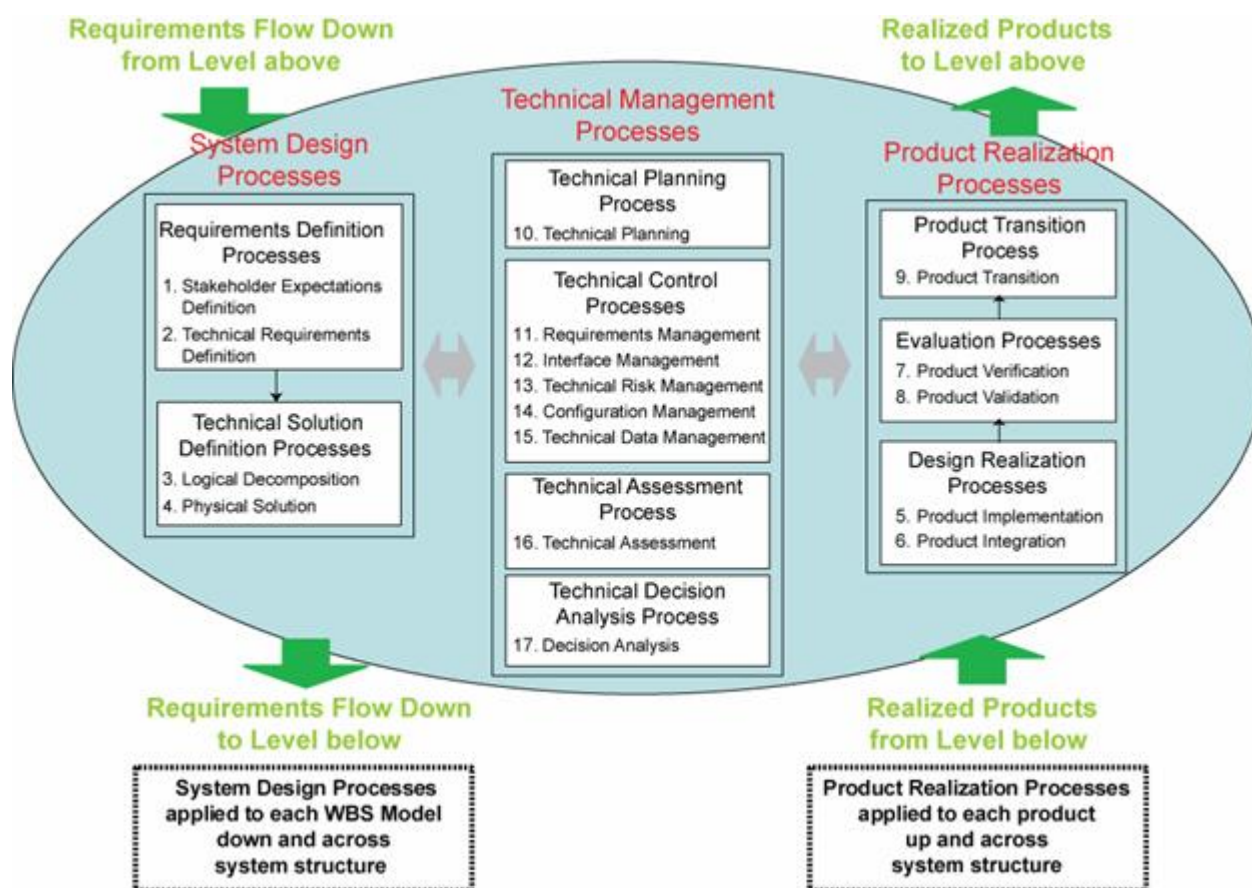 Requirements Flow Down
from Level above
Realized Products
to Level above
System Design
Processes
Requirements Definition
Processes
1. Stakeholder Expectations
Definition
2. Technical Requirements
Definition
Technical Solution
Definition Processes
3. Logical Decomposition
4. Physical Solution
Technical Management
Processes
Technical Planning
Process
10. Technical Planning
Technical Control
Processes
11. Requirements Management
12. Interface Management
13. Technical Risk Management
14. Configuration Management
15. Technical Data Management
Technical Assessment
Process
16. Technical Assessment
Technical Decision
Analysis Process
17. Decision Analysis
Product Realization
Processes
Product Transition
Process
9. Product Transition
Evaluation Processes
7. Product Verification
8. Product Validation
Design Realization
Processes
5. Product Implementation
6. Product Integration
Requirements Flow Down
to Level below
Realized Products
from Level below
System Design Processes
applied to each WBS Model
down and across
system structure
Product Realization Processes
applied to each product
up and across
system structure